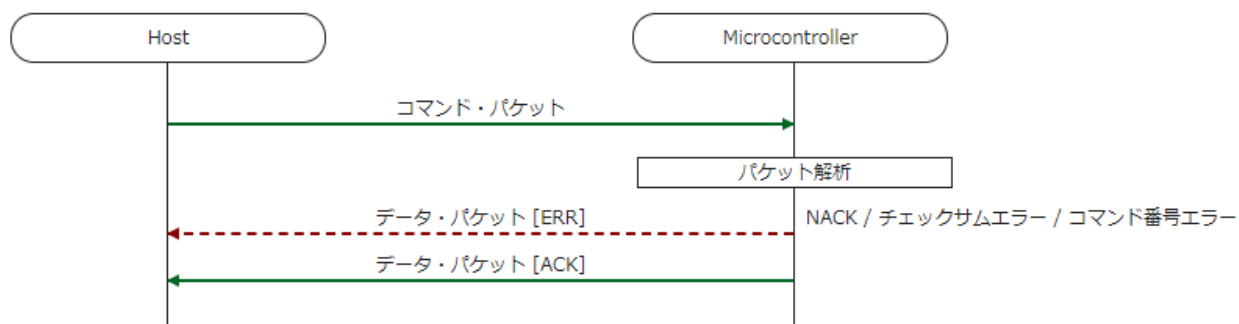 Host
Microcontroller
コマンド・パケット
パケット解析
データ・パケット [ERR]
NACK / チェックサムエラー / コマンド番号エラー
データ・パケット [ACK]